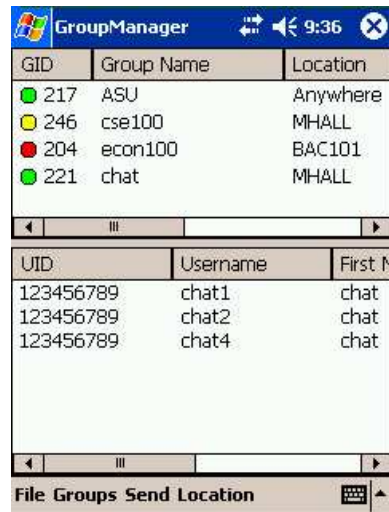 GroupManager 9:36
GID Group Name Location
217 ASU Anywhere
246 cse100 MHALL
204 econ100 BAC101
221 chat MHALL
UID Username First N
123456789 chat1 chat
123456789 chat2 chat
123456789 chat4 chat
File Groups Send Location